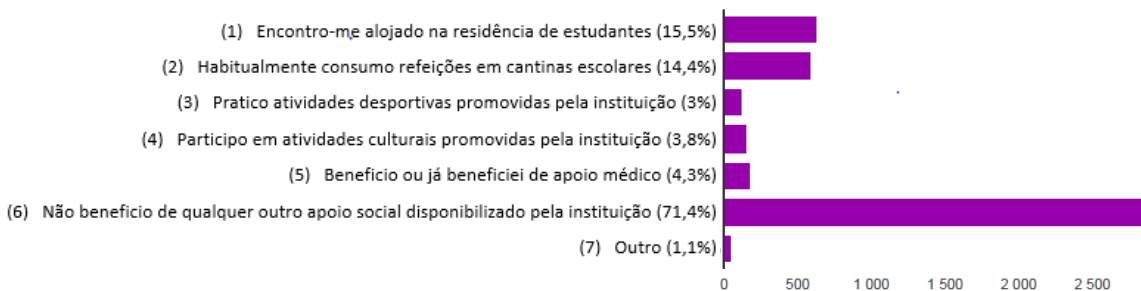 (1) Encontro-me alojado na residência de estudantes (15,5%)
(2) Habitualmente consumo refeições em cantinas escolares (14,4%)
(3) Pratico atividades desportivas promovidas pela instituição (3%)
(4) Participo em atividades culturais promovidas pela instituição (3,8%)
(5) Beneficio ou já beneficiei de apoio médico (4,3%)
(6) Não beneficio de qualquer outro apoio social disponibilizado pela instituição (71,4%)
(7) Outro (1,1%)
0 500 1 000 1 500 2 000 2 500